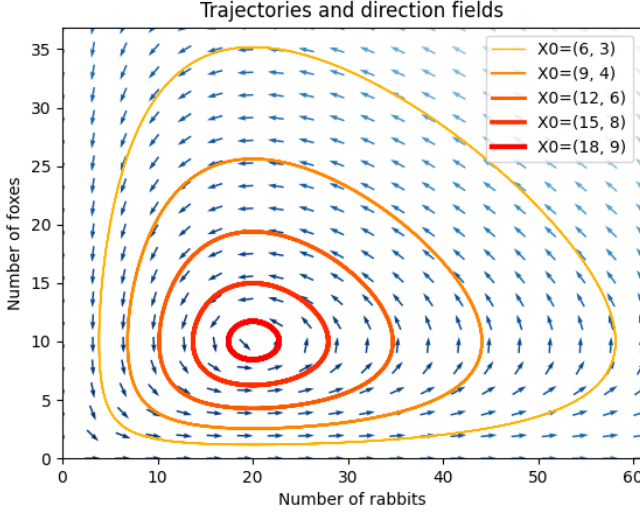 Trajectories and direction fields
X0=(6, 3)
X0=(9, 4)
X0=(12, 6)
X0=(15, 8)
X0=(18, 9)
Number of foxes
35
30
25
20
15
10
5
0
0 10 20 30 40 50 60
Number of rabbits